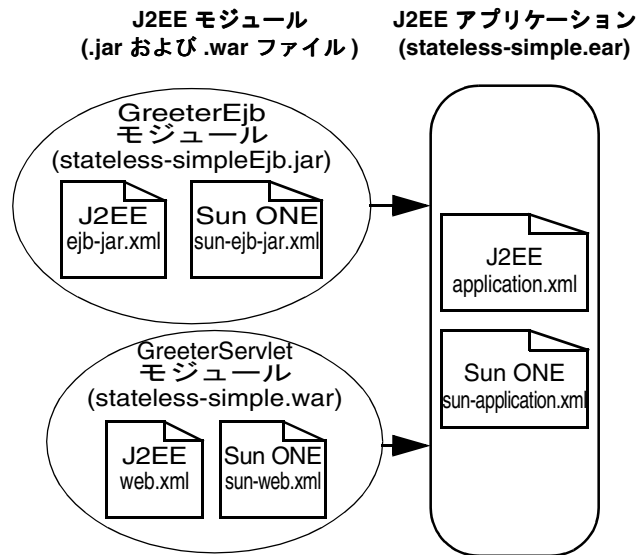 J2EE モジュール
(.jar および .war ファイル )
J2EE アプリケーション
(stateless-simple.ear)
GreeterEjb
モジュール
(stateless-simpleEjb.jar)
J2EE
ejb-jar.xml
Sun ONE
sun-ejb-jar.xml
J2EE
application.xml
Sun ONE
sun-application.xml
GreeterServlet
モジュール
(stateless-simple.war)
J2EE
web.xml
Sun ONE
sun-web.xml